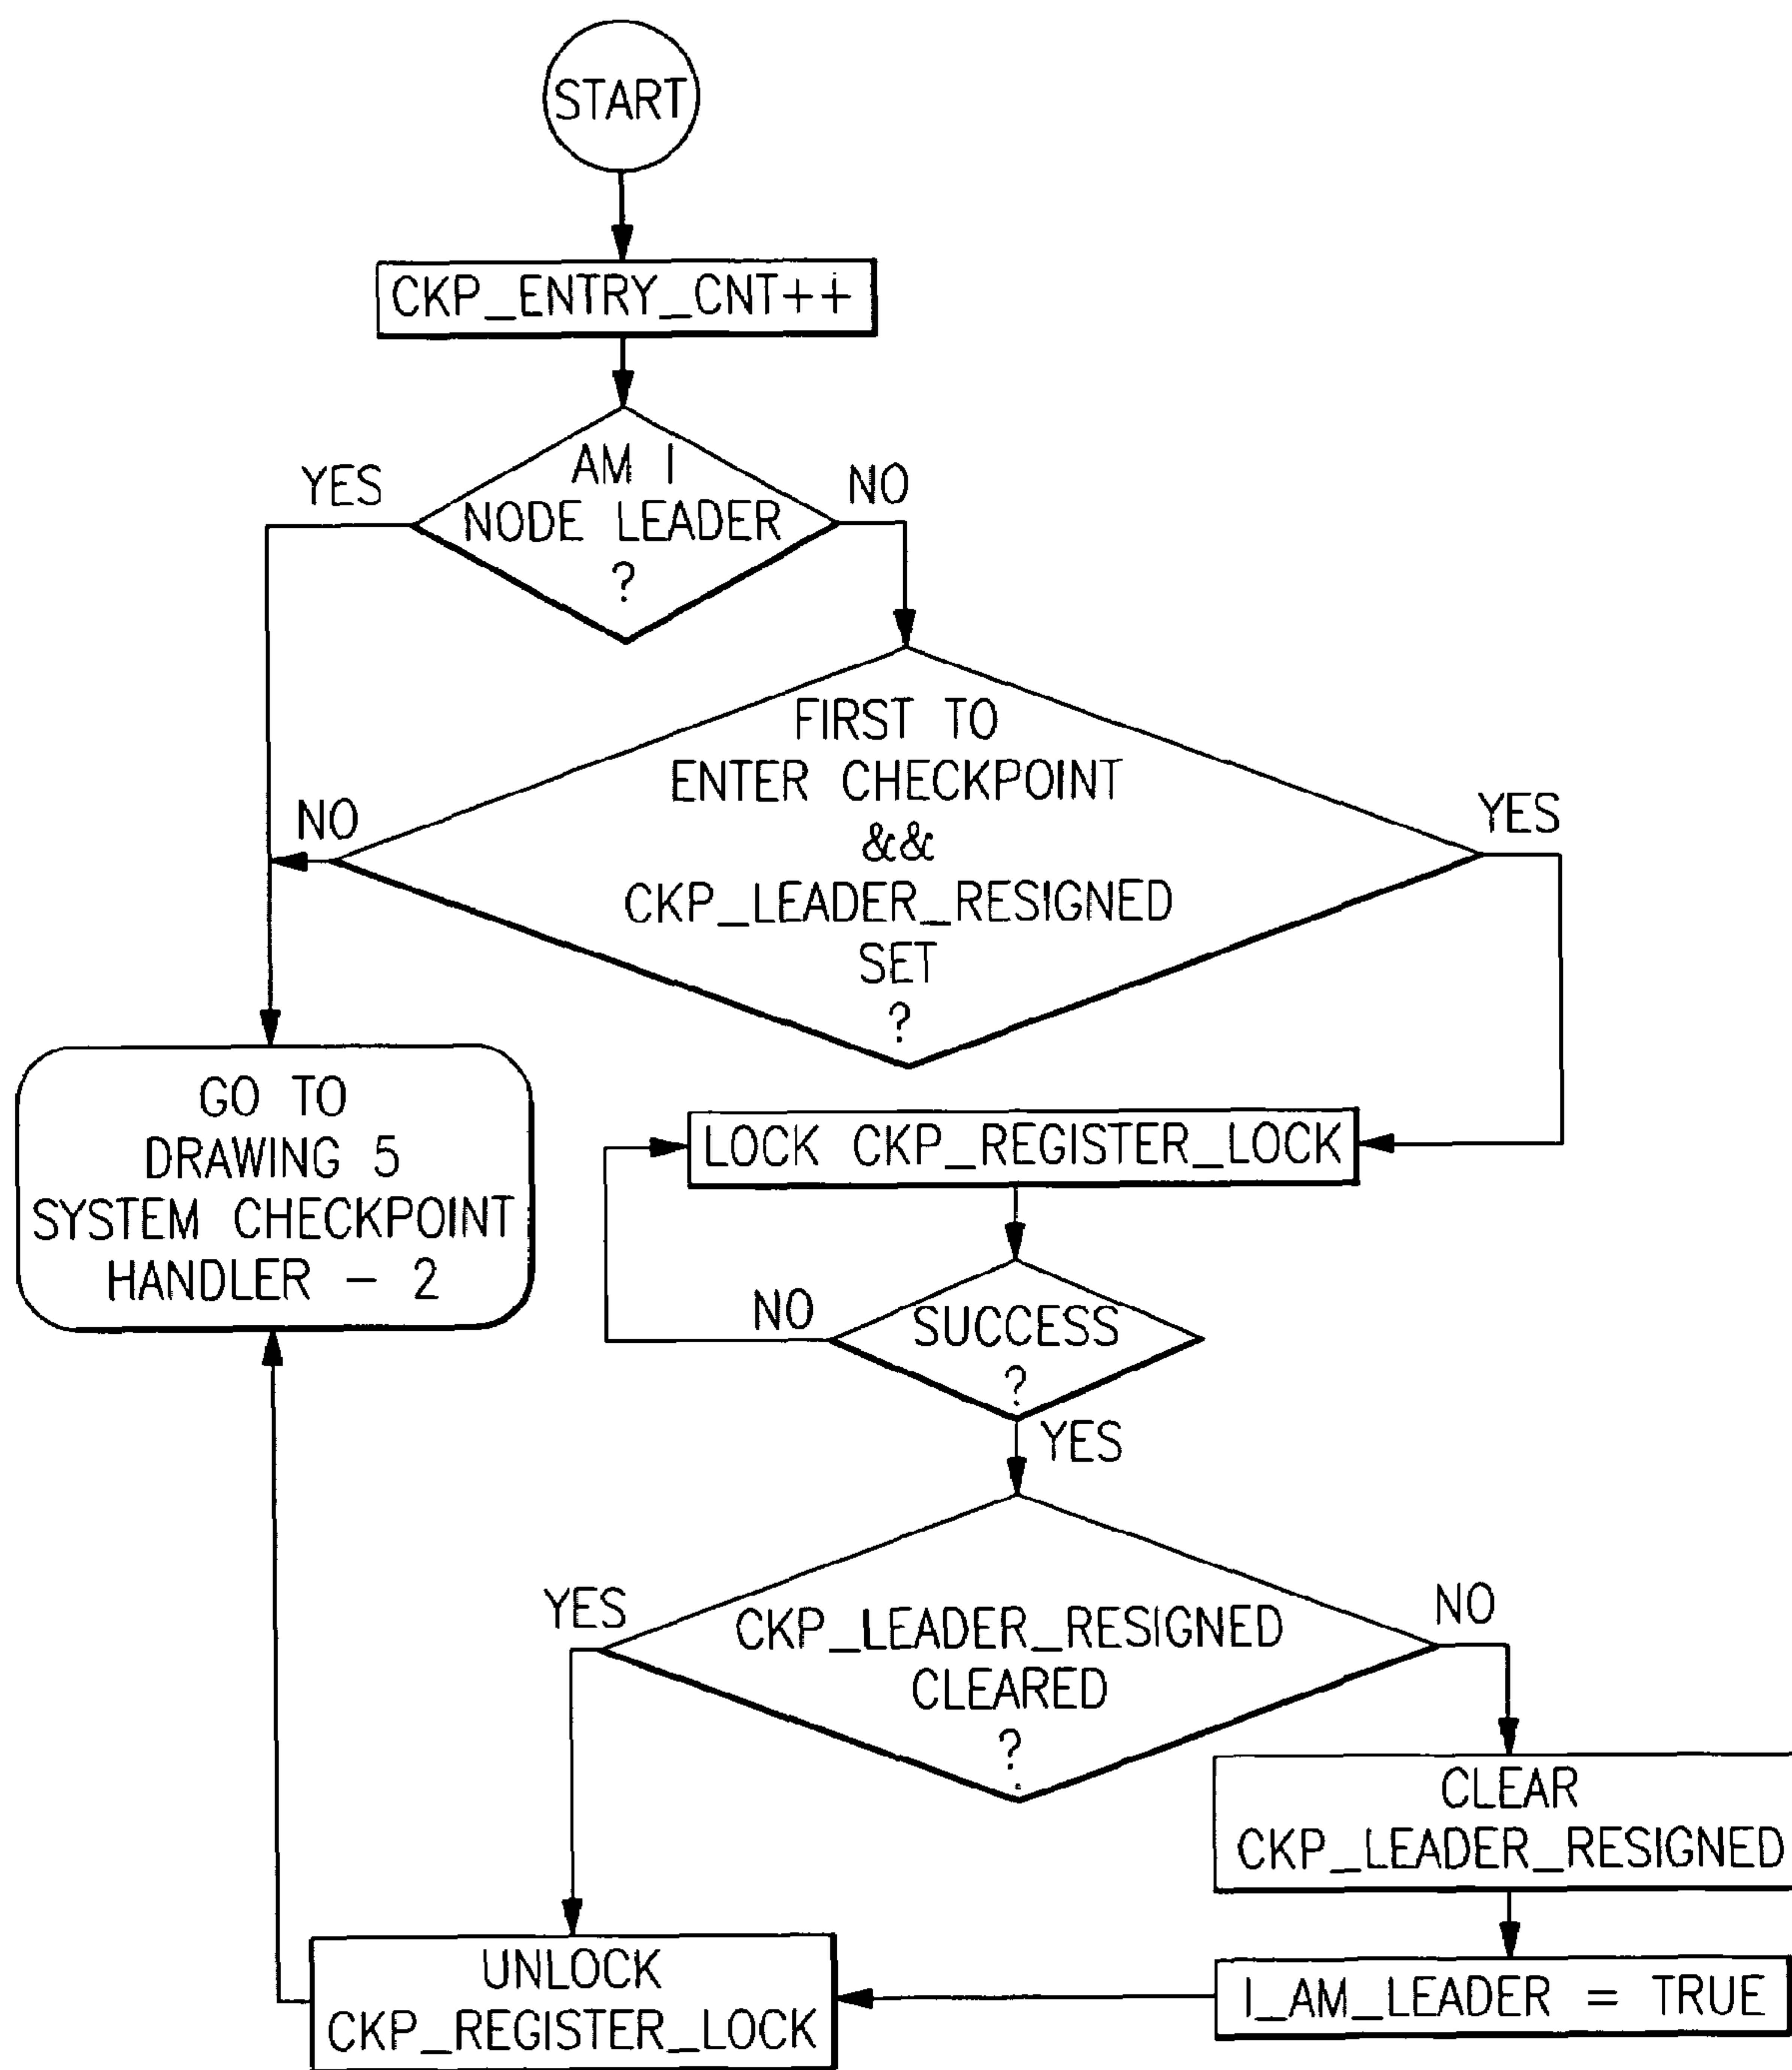 START
CKP_ENTRY_CNT++
AM I
NODE LEADER
?
YES
NO
FIRST TO
ENTER CHECKPOINT
&&
CKP_LEADER_RESIGNED
SET
?
NO
YES
GO TO
DRAWING 5
SYSTEM CHECKPOINT
HANDLER - 2
LOCK CKP_REGISTER_LOCK
SUCCESS
?
NO
YES
CKP_LEADER_RESIGNED
CLEARED
?
YES
NO
CLEAR
CKP_LEADER_RESIGNED
I_AM_LEADER = TRUE
UNLOCK
CKP_REGISTER_LOCK